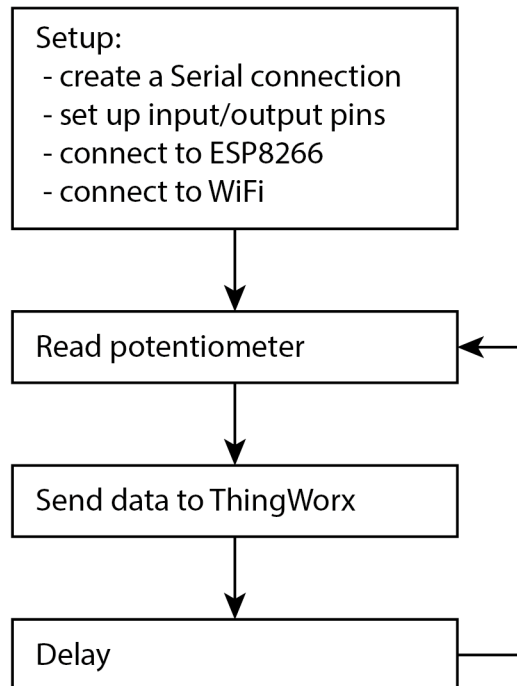 Setup:
- create a Serial connection
- set up input/output pins
- connect to ESP8266
- connect to WiFi
Read potentiometer
Send data to ThingWorx
Delay